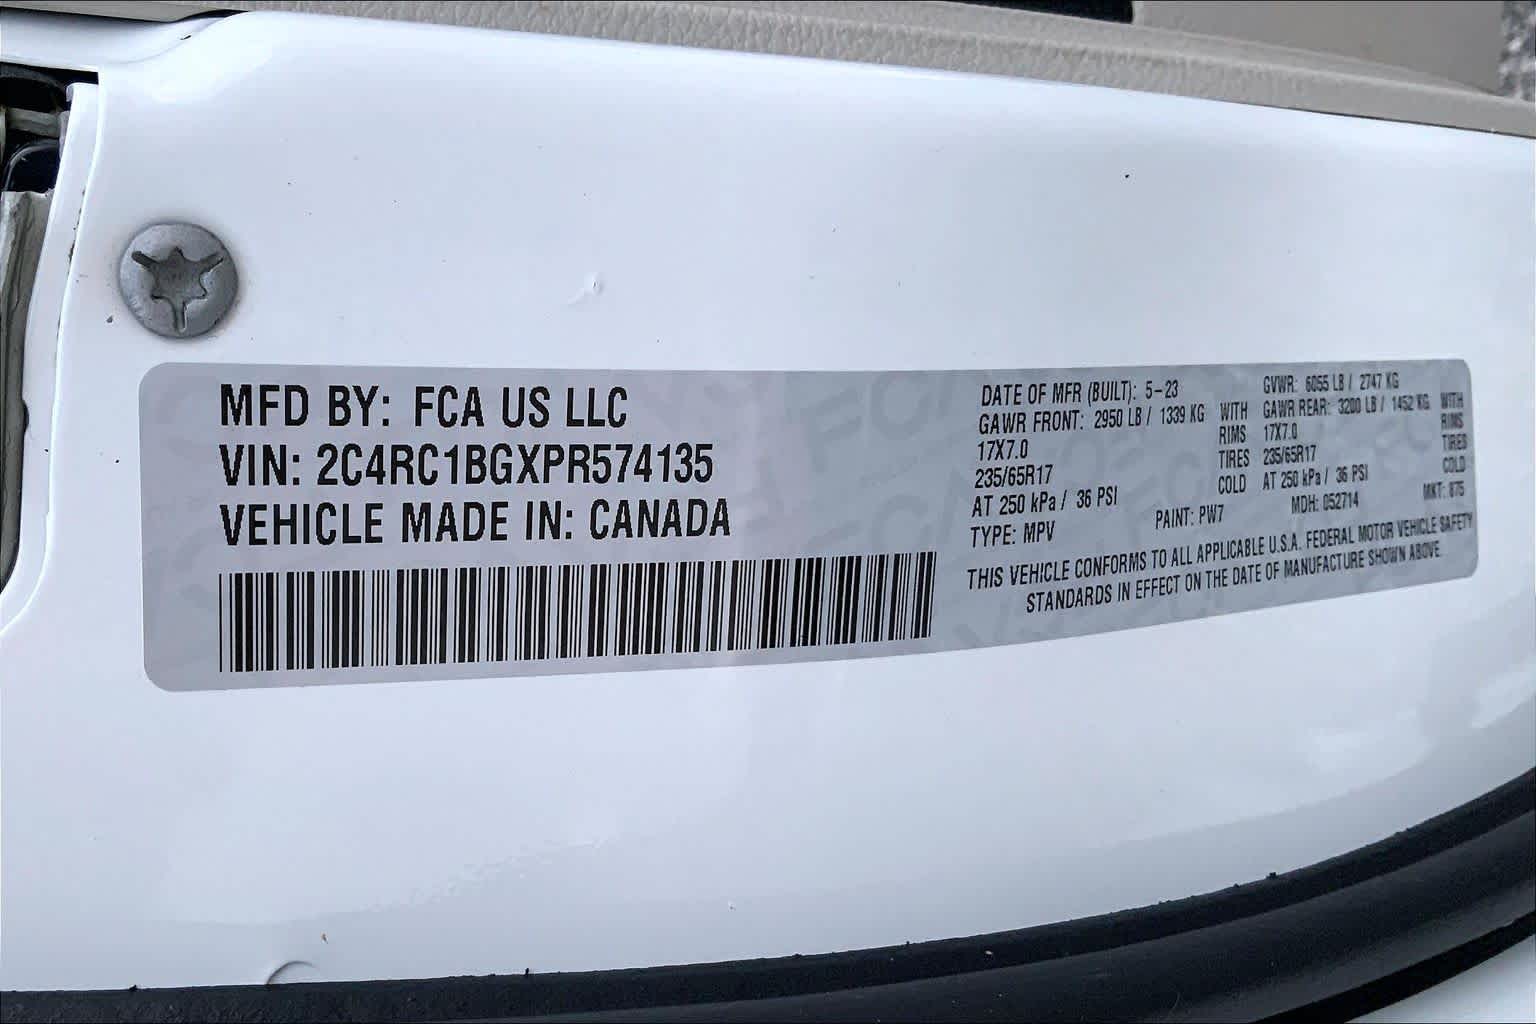 MFD BY: FCA US LLC
VIN: 2C4RC1BGXPR574135
VEHICLE MADE IN: CANADA
DATE OF MFR (BUILT): 5-23 GVWR: 6055 LB / 2747 KG
GAWR FRONT: 2950 LB / 1339 KG WITH GAWR REAR: 3200 LB / 1452 KG WITH
17X7.0 RIMS 17X7.0 RIMS
235/65R17 TIRES 235/65R17 TIRES
AT 250 kPa / 36 PSI COLD AT 250 kPa / 36 PSI COLD
TYPE: MPV PAINT: PW7 MDH: 052714 MKT: 875
THIS VEHICLE CONFORMS TO ALL APPLICABLE U.S.A. FEDERAL MOTOR VEHICLE SAFETY
STANDARDS IN EFFECT ON THE DATE OF MANUFACTURE SHOWN ABOVE.